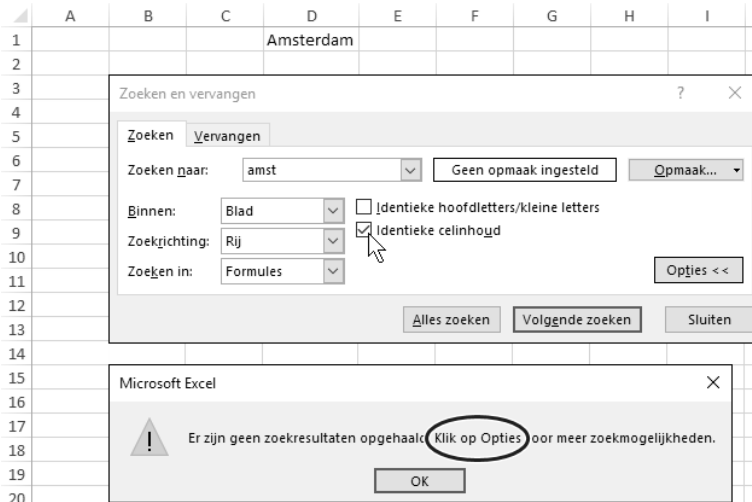 A B C D E F G H I
1 Amsterdam
2
3
4
5
6
7
8
9
10
11
12
13
14
15
16
17
18
19
20
Zoeken en vervangen ? ×
Zoeken Vervangen
Zoeken naar: amst Geen opmaak ingesteld Opmaak...
Binnen: Blad Identieke hoofdletters/kleine letters
Zoekrichting: Rij Identieke celinhoud
Zoeken in: Formules Opties <<
Alles zoeken Volgende zoeken Sluiten
Microsoft Excel ×
Er zijn geen zoekresultaten opgehaald Klik op Opties oor meer zoekmogelijkheden.
OK